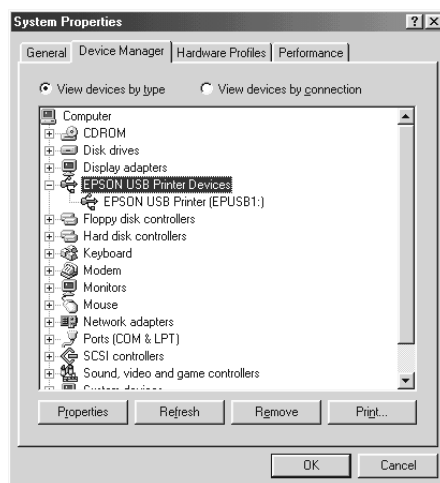 System Properties
General Device Manager Hardware Profiles Performance
View devices by type View devices by connection
Computer
CDROM
Disk drives
Display adapters
EPSON USB Printer Devices
EPSON USB Printer (EPUSB1:)
Floppy disk controllers
Hard disk controllers
Keyboard
Modem
Monitors
Mouse
Network adapters
Ports (COM & LPT)
SCSI controllers
Sound, video and game controllers
System devices
Properties Refresh Remove Print...
OK Cancel